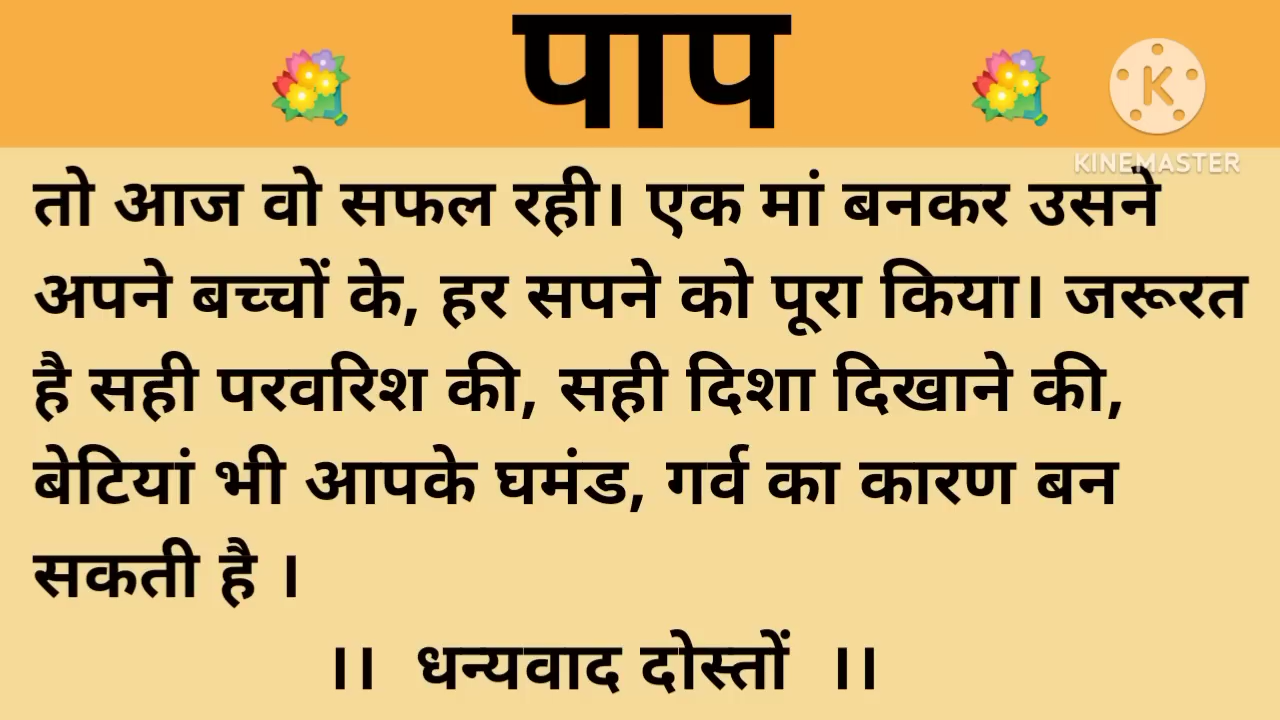 पाप
KINEMASTER
तो आज वो सफल रही। एक मां बनकर उसने
अपने बच्चों के, हर सपने को पूरा किया। जरूरत
है सही परवरिश की, सही दिशा दिखाने की,
बेटियां भी आपके घमंड, गर्व का कारण बन
सकती है ।
।। धन्यवाद दोस्तों ।।